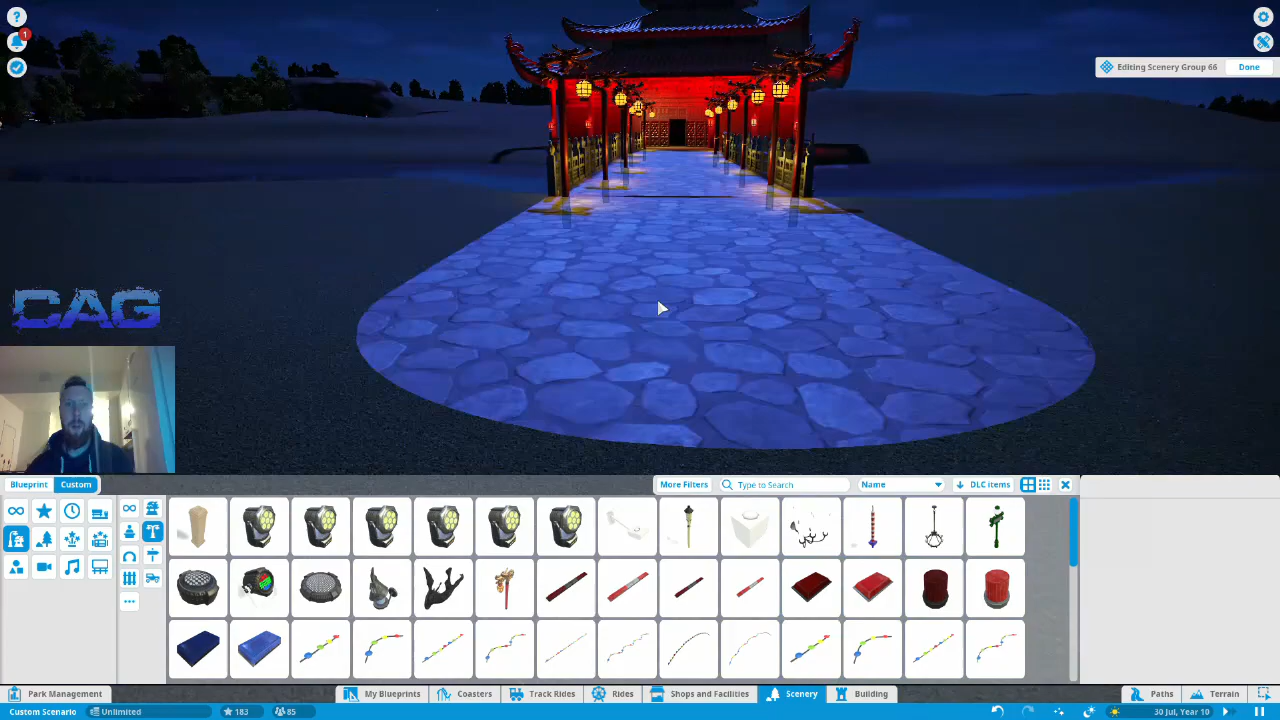 ?
1
Editing Scenery Group 66
Done
CAG
Blueprint
Custom
More Filters
Type to Search
Name
DLC items
Park Management
My Blueprints
Coasters
Track Rides
Rides
Shops and Facilities
Scenery
Building
Paths
Terrain
Custom Scenario
Unlimited
183
85
30 Jul, Year 10